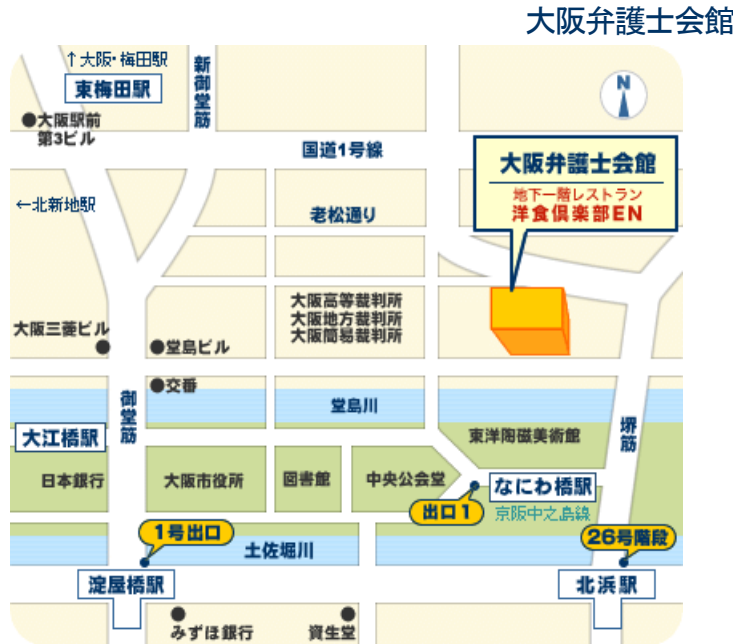 大阪弁護士会館
↑大阪・梅田駅
東梅田駅
新御堂筋
N
●大阪駅前
第3ビル
国道1号線
大阪弁護士会館
地下一階レストラン
洋食倶楽部EN
←北新地駅
老松通り
大阪高等裁判所
大阪地方裁判所
大阪簡易裁判所
大阪三菱ビル
●堂島ビル
●交番
御堂筋
堂島川
堺筋
大江橋駅
東洋陶磁美術館
日本銀行
大阪市役所
図書館
中央公会堂
なにわ橋駅
出口1
京阪中之島線
1号出口
土佐堀川
26号階段
淀屋橋駅
北浜駅
みずほ銀行
資生堂